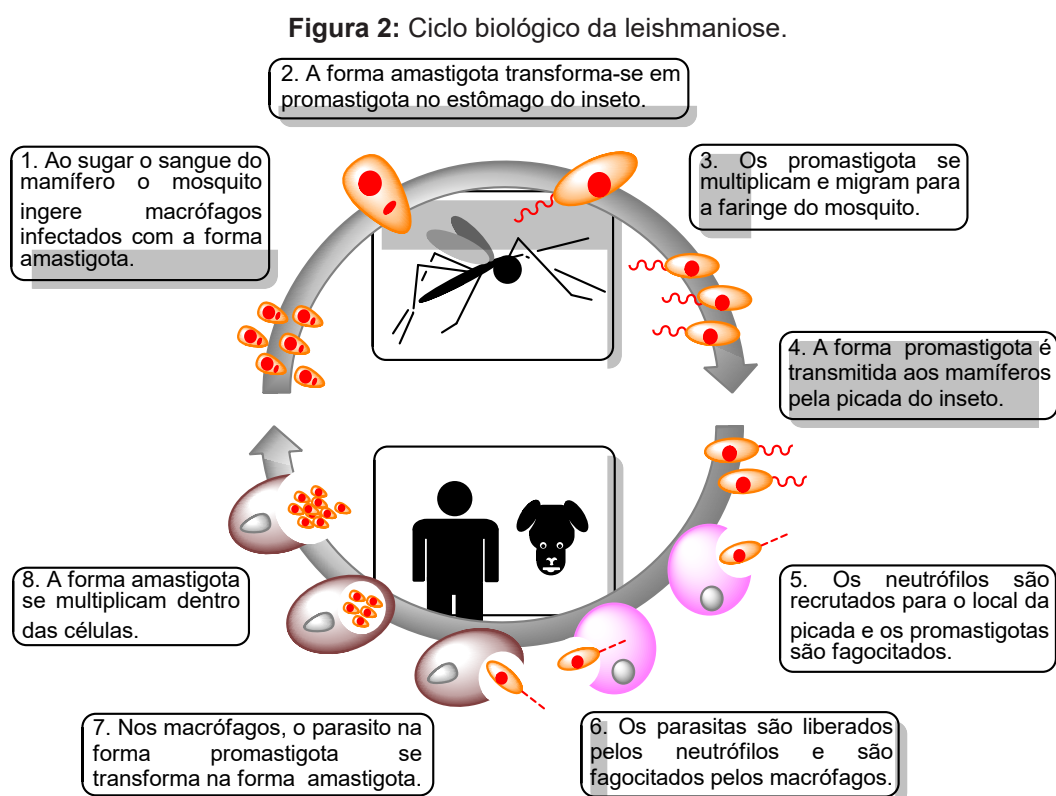 Figura 2: Ciclo biológico da leishmaniose.
2. A forma amastigota transforma-se em
promastigota no estômago do inseto.
1. Ao sugar o sangue do
mamífero o mosquito
ingere macrófagos
infectados com a forma
amastigota.
3. Os promastigota se
multiplicam e migram para
a faringe do mosquito.
4. A forma promastigota é
transmitida aos mamíferos
pela picada do inseto.
5. Os neutrófilos são
recrutados para o local da
picada e os promastigotas
são fagocitados.
6. Os parasitas são liberados
pelos neutrófilos e são
fagocitados pelos macrófagos.
7. Nos macrófagos, o parasito na
forma promastigota se
transforma na forma amastigota.
8. A forma amastigota
se multiplicam dentro
das células.